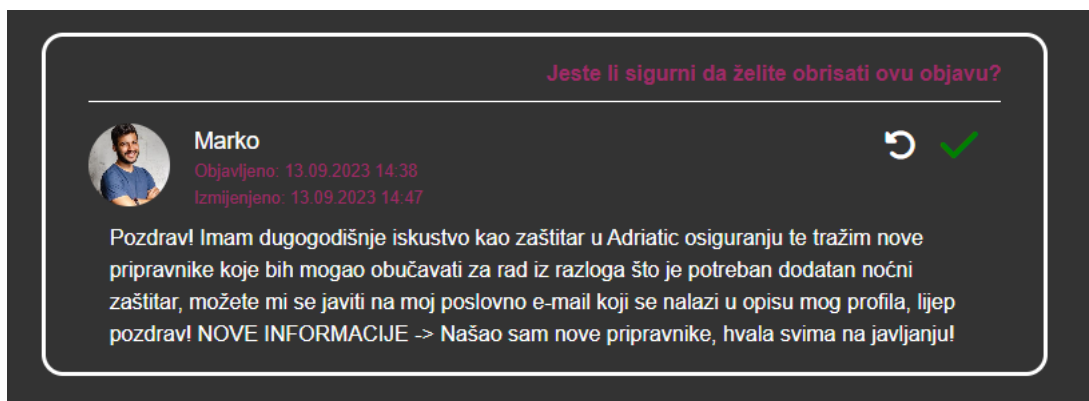 Jeste li sigurni da želite obrisati ovu objavu?
Marko
Objavljeno: 13.09.2023 14:38
Izmijenjeno: 13.09.2023 14:47
Pozdrav! Imam dugogodišnje iskustvo kao zaštitar u Adriatic osiguranju te tražim nove
pripravnike koje bih mogao obučavati za rad iz razloga što je potreban dodatan noćni
zaštitar, možete mi se javiti na moj poslovno e-mail koji se nalazi u opisu mog profila, lijep
pozdrav! NOVE INFORMACIJE -> Našao sam nove pripravnike, hvala svima na javljanju!